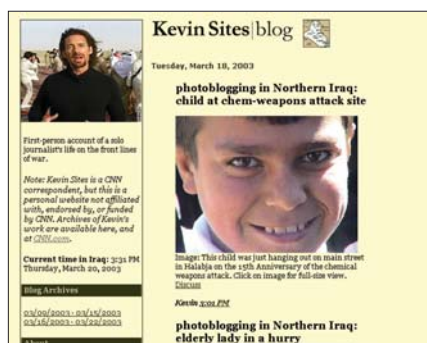 Kevin Sites|blog
First-person account of a solo
journalist's life on the front lines
of war.
Note: Kevin Sites is a CNN
correspondent, but this is a
personal website not affiliated
with, endorsed by, or funded
by CNN. Archives of Kevin's
work are available here, and
at CNN.com.
Current time in Iraq: 3:31 PM
Thursday, March 20, 2003
Blog Archives
03/09/2003 - 03/15/2003
03/16/2003 - 03/22/2003
About
Tuesday, March 18, 2003
photoblogging in Northern Iraq:
child at chem-weapons attack site
Image: This child was just hanging out on main street
in Halabja on the 15th Anniversary of the chemical
weapons attack. Click on image for full-size view.
Discuss
Kevin 3:01 PM
photoblogging in Northern Iraq:
elderly lady in a hurry